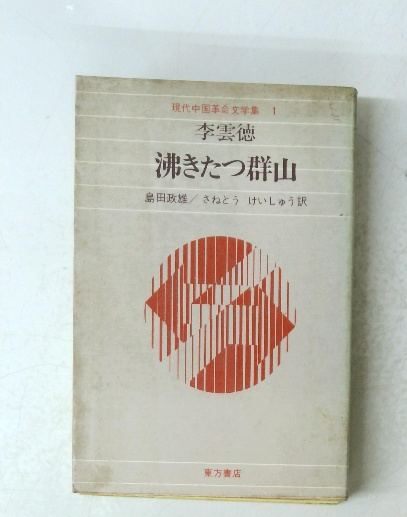 現代中国革命文学集 1
李雲徳
沸きたつ群山
島田政雄／さねとう けいしゅう訳
東方書店